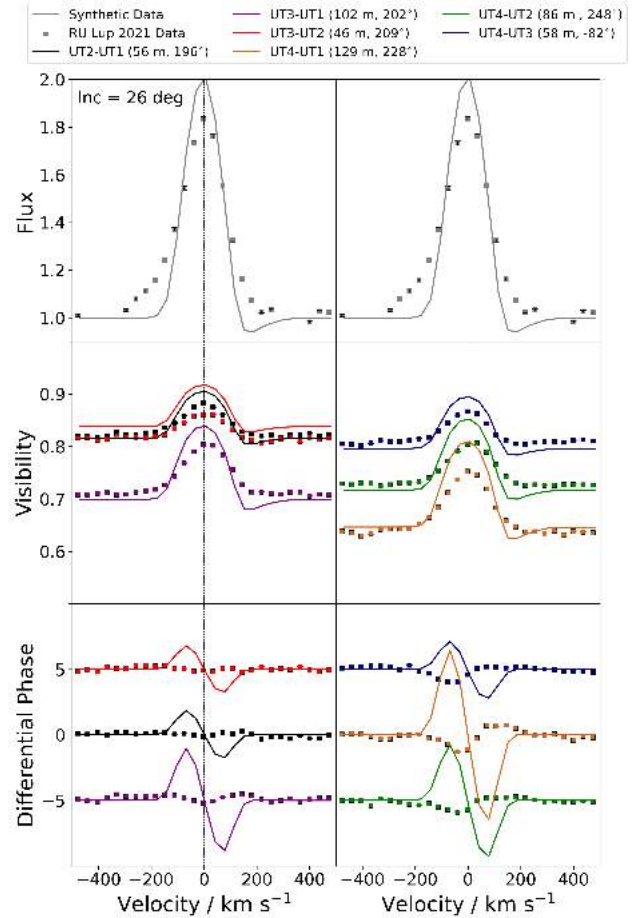 Synthetic Data
RU Lup 2021 Data
UT2-UT1 (56 m, 196°)
UT3-UT1 (102 m, 202°)
UT3-UT2 (46 m, 209°)
UT4-UT1 (129 m, 228°)
UT4-UT2 (86 m, 248°)
UT4-UT3 (58 m, -82°)
Inc = 26 deg
Flux
2.0
1.8
1.6
1.4
1.2
1.0
Visibility
0.9
0.8
0.7
0.6
Differential Phase
5
0
−5
−400 −200 0 200 400
−400 −200 0 200 400
Velocity / km s⁻¹
Velocity / km s⁻¹